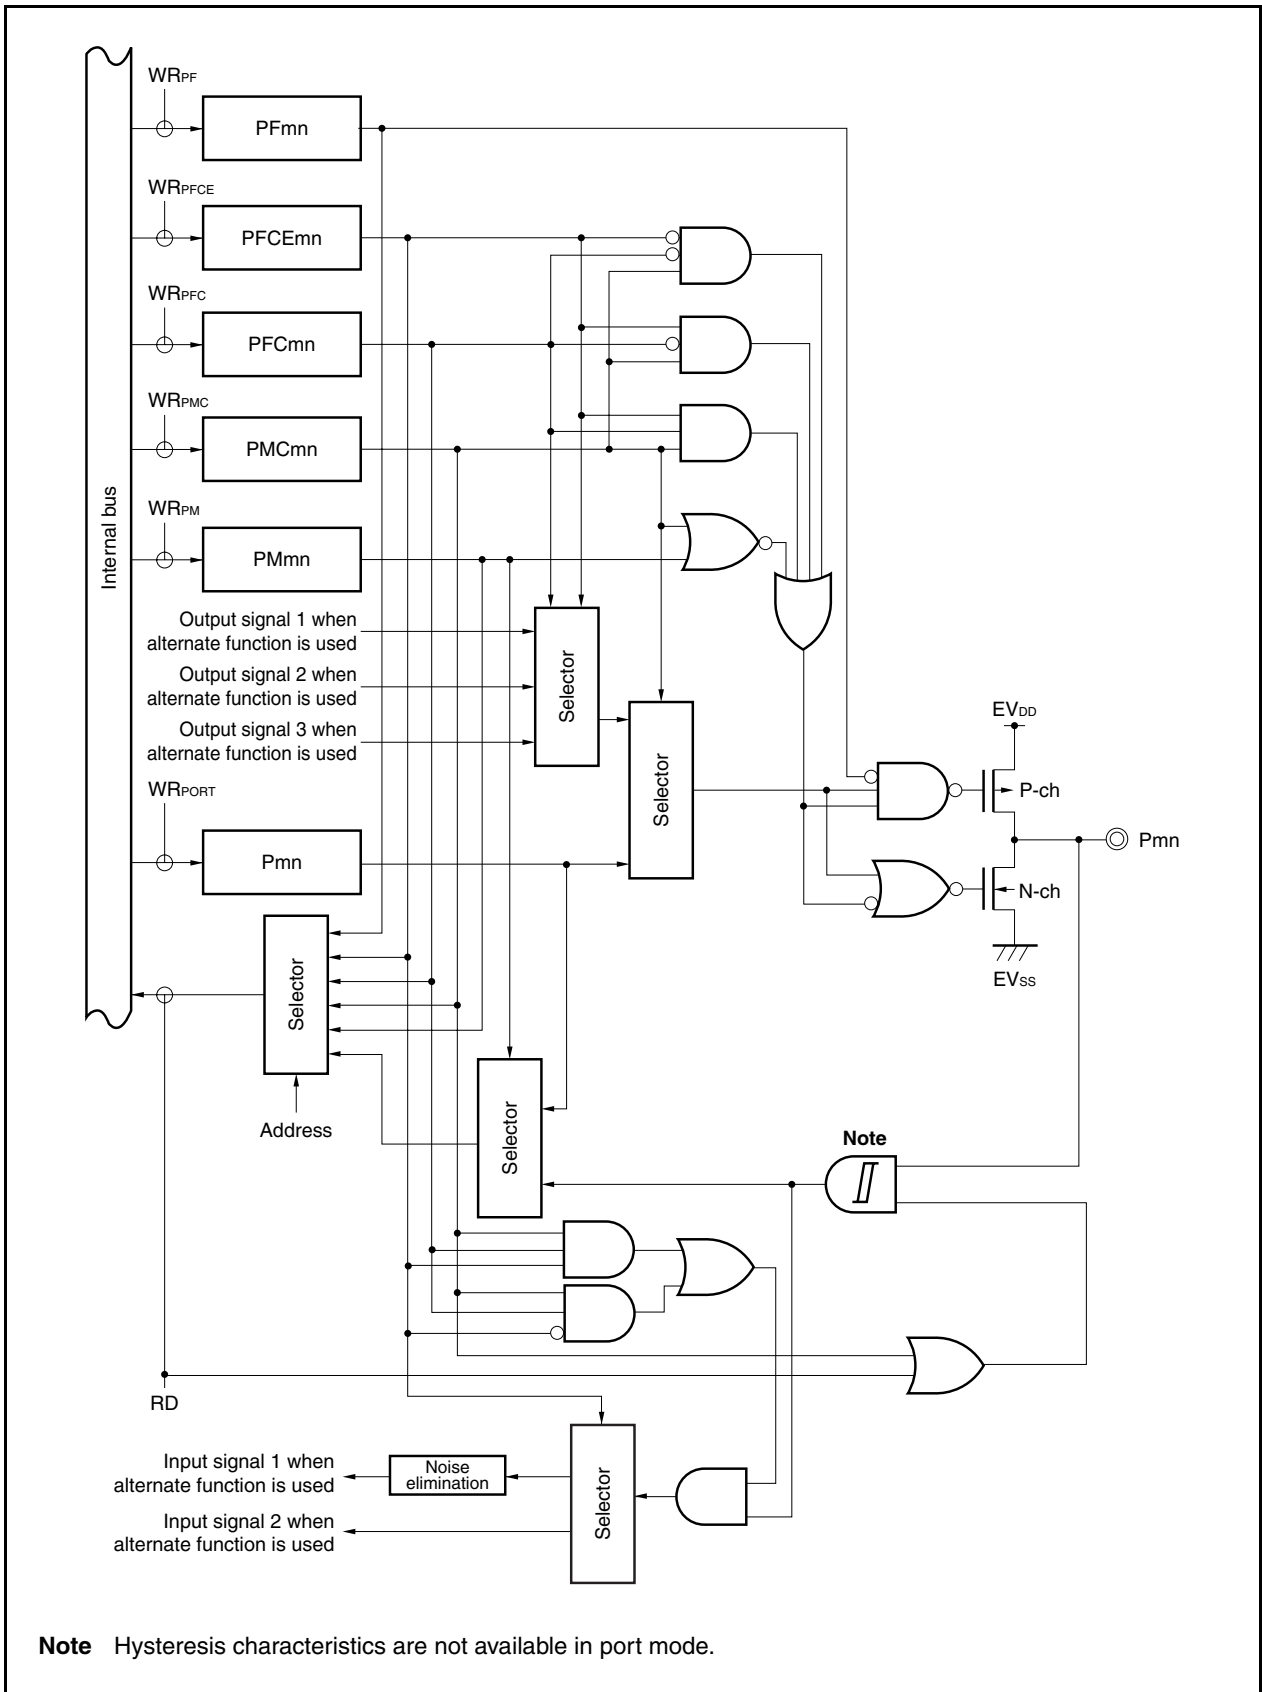 WRPF
PFmn
WRPFCE
PFCEmn
WRPFC
PFCmn
WRPMC
PMCmn
Internal bus
WRPM
PMmn
Output signal 1 when
alternate function is used
Output signal 2 when
alternate function is used
Output signal 3 when
alternate function is used
Selector
Selector
WRPORT
Pmn
EVDD
P-ch
Pmn
N-ch
EVSS
Selector
Address
Selector
Note
RD
Input signal 1 when
alternate function is used
Noise
elimination
Selector
Input signal 2 when
alternate function is used
Note Hysteresis characteristics are not available in port mode.